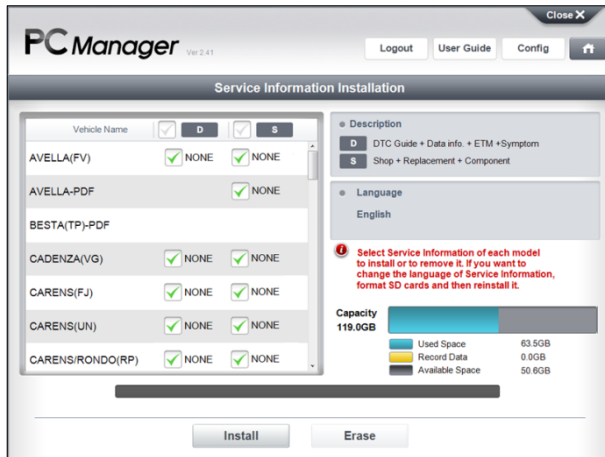 Close X
PC Manager Ver 2.41
Logout User Guide Config
Service Information Installation
Vehicle Name D S
AVELLA(FV) NONE NONE
AVELLA-PDF NONE
BESTA(TP)-PDF
CADENZA(VG) NONE NONE
CARENS(FJ) NONE NONE
CARENS(UN) NONE NONE
CARENS/RONDO(RP) NONE NONE
Description
D DTC Guide + Data info. + ETM +Symptom
S Shop + Replacement + Component
Language
English
Select Service Information of each model
to install or to remove it. If you want to
change the language of Service Information,
format SD cards and then reinstall it.
Capacity
119.0GB
Used Space 63.5GB
Record Data 0.0GB
Available Space 50.6GB
Install Erase